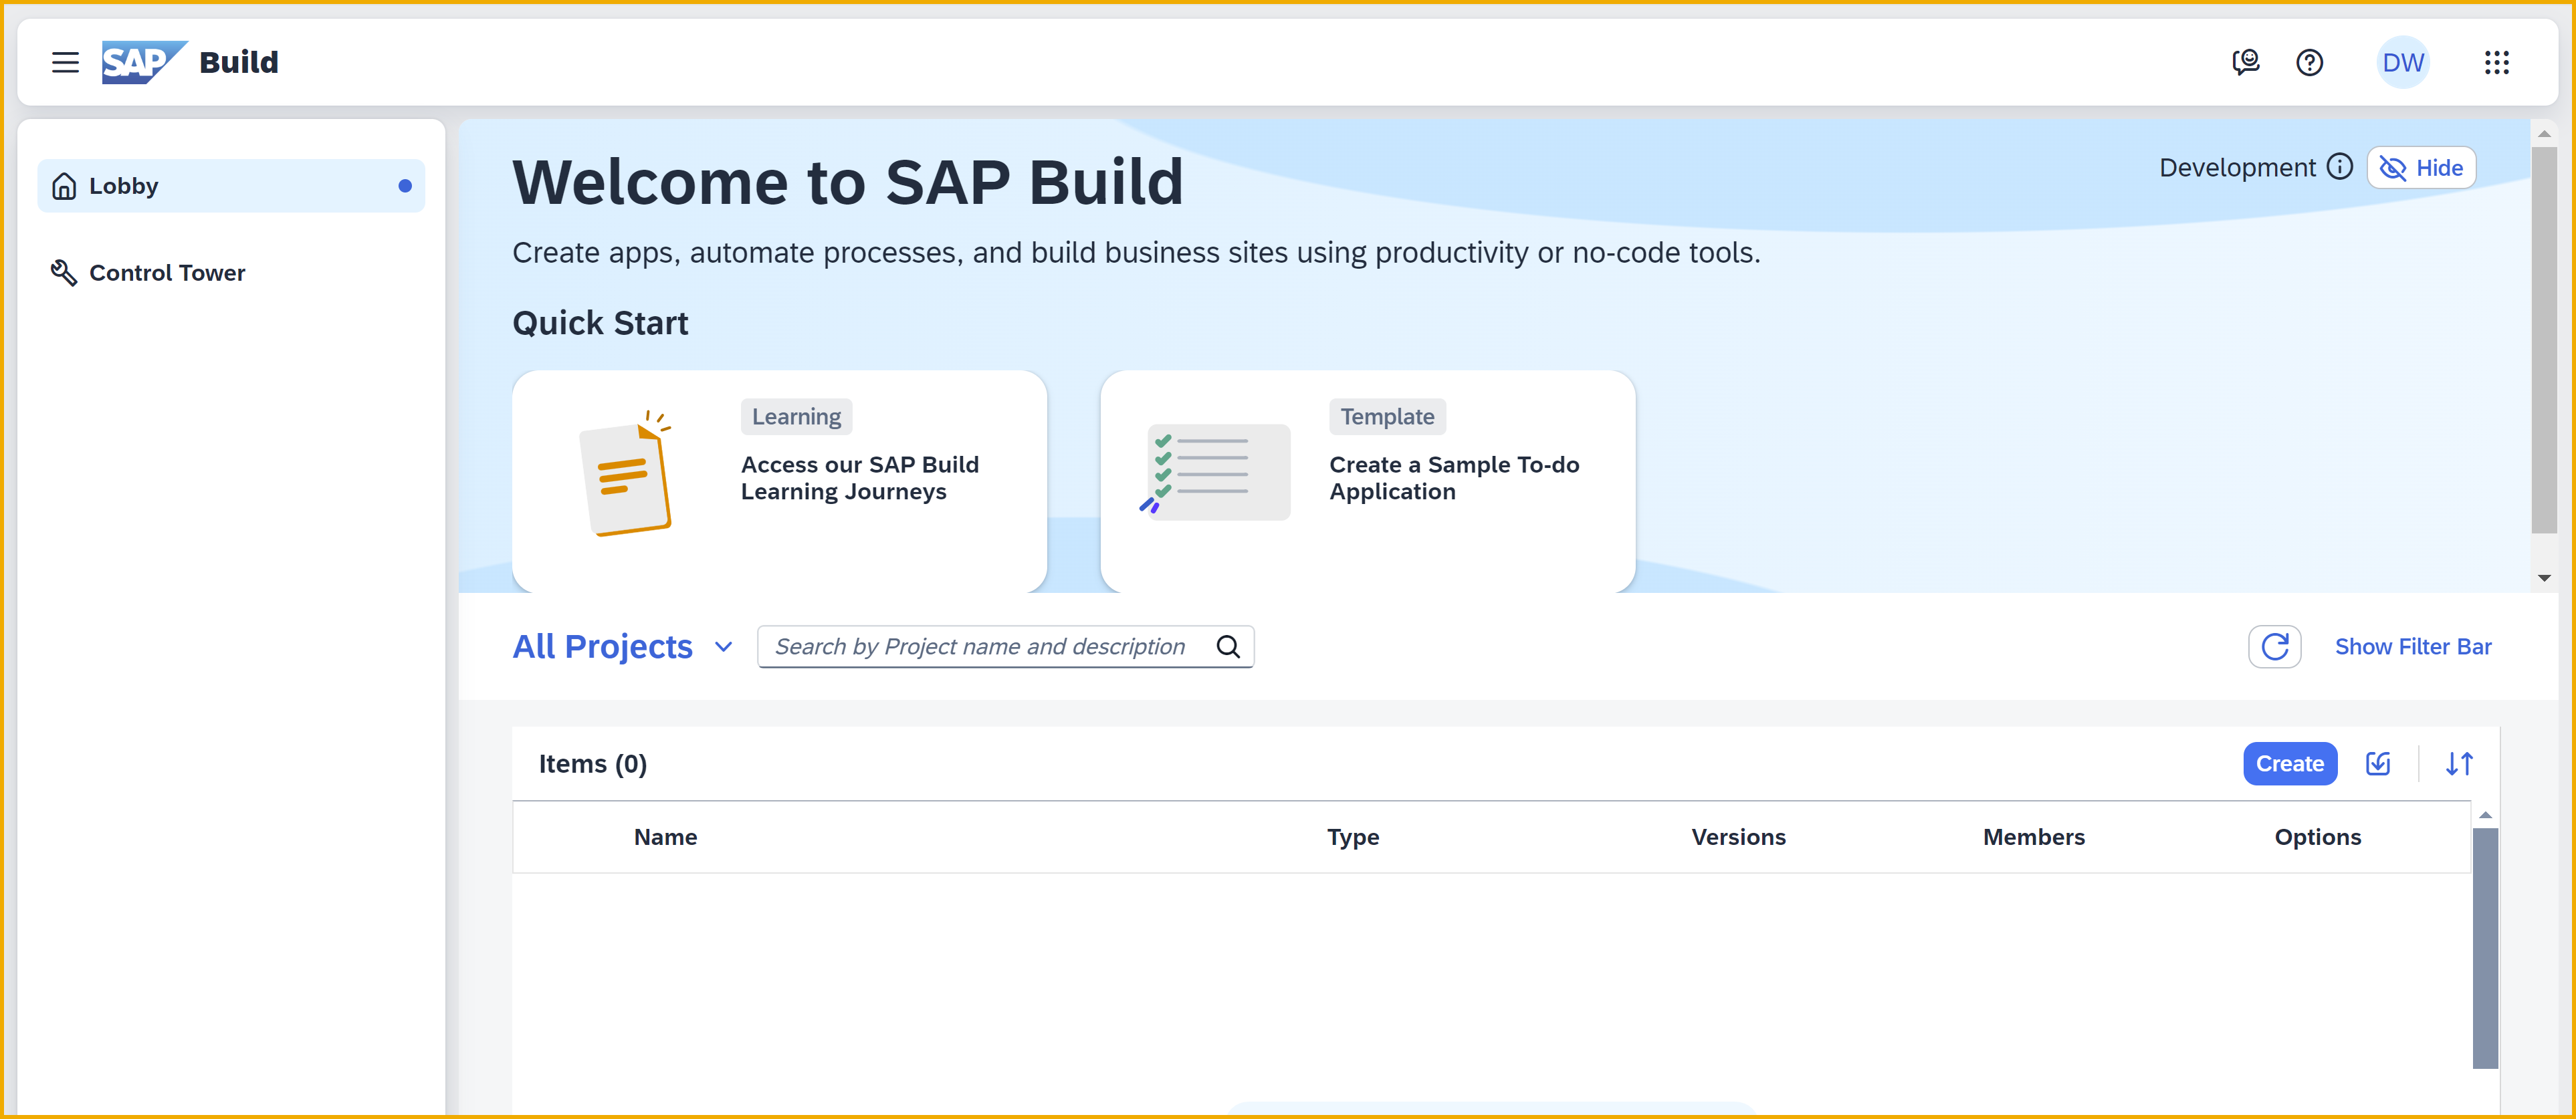 SAP Build
DW
Lobby
Control Tower
Welcome to SAP Build
Development
Hide
Create apps, automate processes, and build business sites using productivity or no-code tools.
Quick Start
Learning
Access our SAP Build
Learning Journeys
Template
Create a Sample To-do
Application
All Projects
Search by Project name and description
Show Filter Bar
Items (0)
Create
Name Type Versions Members Options